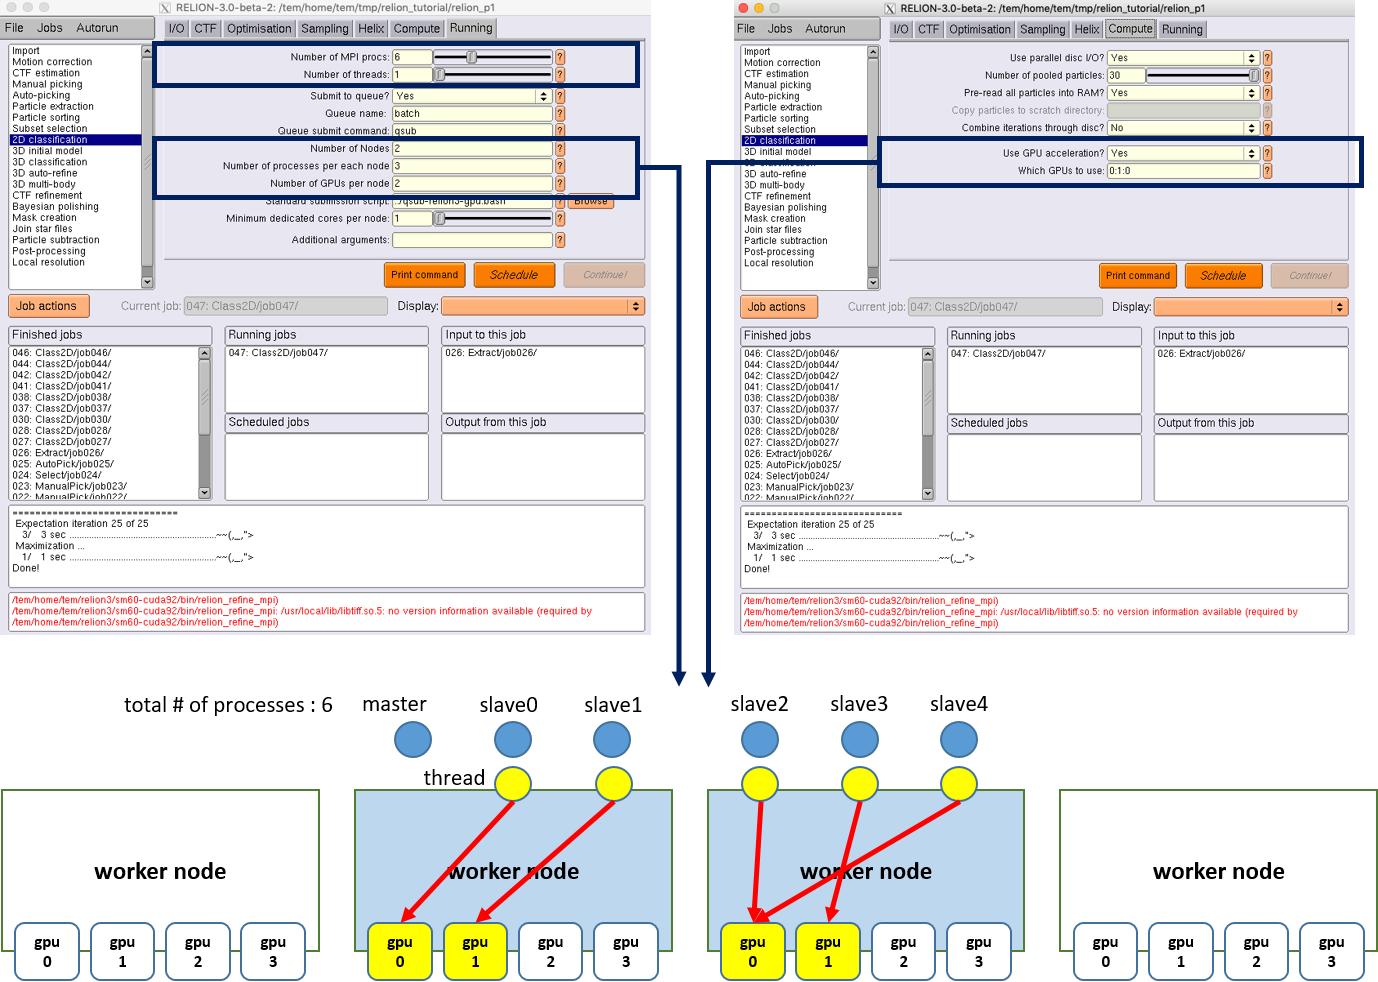 RELION-3.0-beta-2: /tem/home/tem/tmp/relion_tutorial/relion_p1
File Jobs Autorun
I/O CTF Optimisation Sampling Helix Compute Running
Import
Motion correction
CTF estimation
Manual picking
Auto-picking
Particle extraction
Particle sorting
Subset selection
2D classification
3D initial model
3D classification
3D auto-refine
3D multi-body
CTF refinement
Bayesian polishing
Mask creation
Join star files
Particle subtraction
Post-processing
Local resolution
Number of MPI procs: 6 ?
Number of threads: 1 ?
Submit to queue? Yes ?
Queue name: batch ?
Queue submit command: qsub ?
Number of Nodes 2 ?
Number of processes per each node 3 ?
Number of GPUs per node 2 ?
Standard submission script: ./qsub-relion3-gpu.bash ? Browse
Minimum dedicated cores per node: 1 ?
Additional arguments: ?
Print command Schedule Continue!
Job actions Current job: 047: Class2D/job047/ Display:
Finished jobs
046: Class2D/job046/
044: Class2D/job044/
042: Class2D/job042/
041: Class2D/job041/
038: Class2D/job038/
037: Class2D/job037/
030: Class2D/job030/
028: Class2D/job028/
027: Class2D/job027/
026: Extract/job026/
025: AutoPick/job025/
024: Select/job024/
023: ManualPick/job023/
022: ManualPick/job022/
Running jobs
047: Class2D/job047/
Scheduled jobs
Input to this job
026: Extract/job026/
Output from this job
=============================
Expectation iteration 25 of 25
3/ 3 sec ............................................................~~(,_,">
Maximization ...
1/ 1 sec ............................................................~~(,_,">
Done!
/tem/home/tem/relion3/sm60-cuda92/bin/relion_refine_mpi)
/tem/home/tem/relion3/sm60-cuda92/bin/relion_refine_mpi: /usr/local/lib/libtiff.so.5: no version information available (required by
/tem/home/tem/relion3/sm60-cuda92/bin/relion_refine_mpi)
RELION-3.0-beta-2: /tem/home/tem/tmp/relion_tutorial/relion_p1
File Jobs Autorun
I/O CTF Optimisation Sampling Helix Compute Running
Import
Motion correction
CTF estimation
Manual picking
Auto-picking
Particle extraction
Particle sorting
Subset selection
2D classification
3D initial model
3D classification
3D auto-refine
3D multi-body
CTF refinement
Bayesian polishing
Mask creation
Join star files
Particle subtraction
Post-processing
Local resolution
Use parallel disc I/O? Yes ?
Number of pooled particles: 30 ?
Pre-read all particles into RAM? Yes ?
Copy particles to scratch directory: ?
Combine iterations through disc? No ?
Use GPU acceleration? Yes ?
Which GPUs to use: 0:1:0 ?
Print command Schedule Continue!
Job actions Current job: 047: Class2D/job047/ Display:
Finished jobs
046: Class2D/job046/
044: Class2D/job044/
042: Class2D/job042/
041: Class2D/job041/
038: Class2D/job038/
037: Class2D/job037/
030: Class2D/job030/
028: Class2D/job028/
027: Class2D/job027/
026: Extract/job026/
025: AutoPick/job025/
024: Select/job024/
023: ManualPick/job023/
022: ManualPick/job022/
Running jobs
047: Class2D/job047/
Scheduled jobs
Input to this job
026: Extract/job026/
Output from this job
=============================
Expectation iteration 25 of 25
3/ 3 sec ............................................................~~(,_,">
Maximization ...
1/ 1 sec ............................................................~~(,_,">
Done!
/tem/home/tem/relion3/sm60-cuda92/bin/relion_refine_mpi)
/tem/home/tem/relion3/sm60-cuda92/bin/relion_refine_mpi: /usr/local/lib/libtiff.so.5: no version information available (required by
/tem/home/tem/relion3/sm60-cuda92/bin/relion_refine_mpi)
total # of processes : 6 master slave0 slave1 slave2 slave3 slave4
thread
worker node worker node worker node worker node
gpu 0 gpu 1 gpu 2 gpu 3
gpu 0 gpu 1 gpu 2 gpu 3
gpu 0 gpu 1 gpu 2 gpu 3
gpu 0 gpu 1 gpu 2 gpu 3